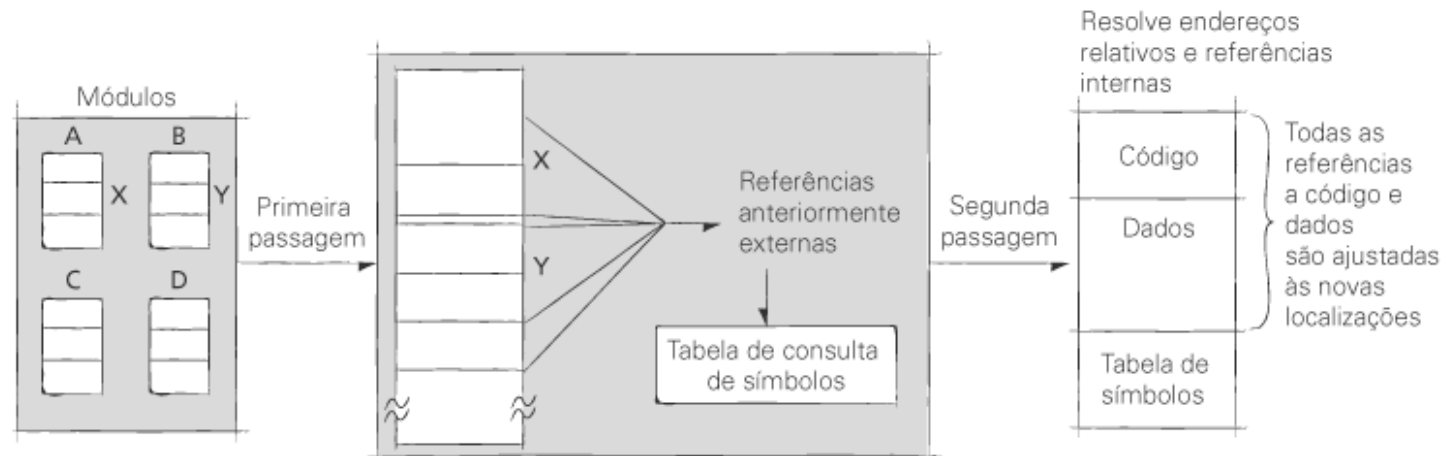 Módulos
A B
X Y
C D
Primeira
passagem
X
Y
Referências
anteriormente
externas
Tabela de consulta
de símbolos
Segunda
passagem
Resolve endereços
relativos e referências
internas
Código
Dados
Tabela de
símbolos
Todas as
referências
a código e
dados
são ajustadas
às novas
localizações